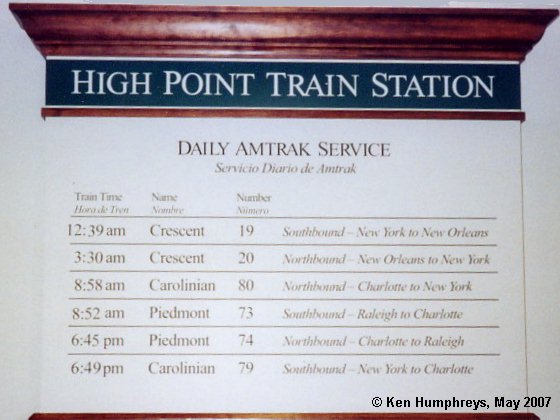 HIGH POINT TRAIN STATION
DAILY AMTRAK SERVICE
Servicio Diario de Amtrak
Train Time Name Number
Hora de Tren Nombre Número
12:39 am Crescent 19 Southbound – New York to New Orleans
3:30 am Crescent 20 Northbound – New Orleans to New York
8:58 am Carolinian 80 Northbound – Charlotte to New York
8:52 am Piedmont 73 Southbound – Raleigh to Charlotte
6:45 pm Piedmont 74 Northbound – Charlotte to Raleigh
6:49pm Carolinian 79 Southbound – New York to Charlotte
© Ken Humphreys, May 2007